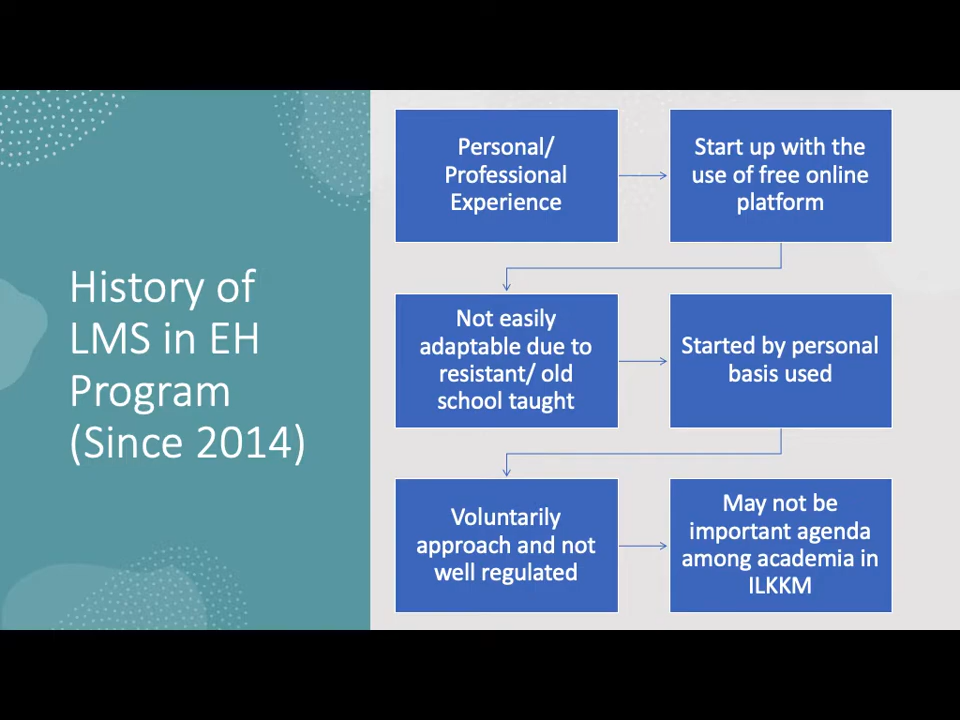 History of
LMS in EH
Program
(Since 2014)
Personal/
Professional
Experience
Start up with the
use of free online
platform
Not easily
adaptable due to
resistant/ old
school taught
Started by personal
basis used
Voluntarily
approach and not
well regulated
May not be
important agenda
among academia in
ILKKM